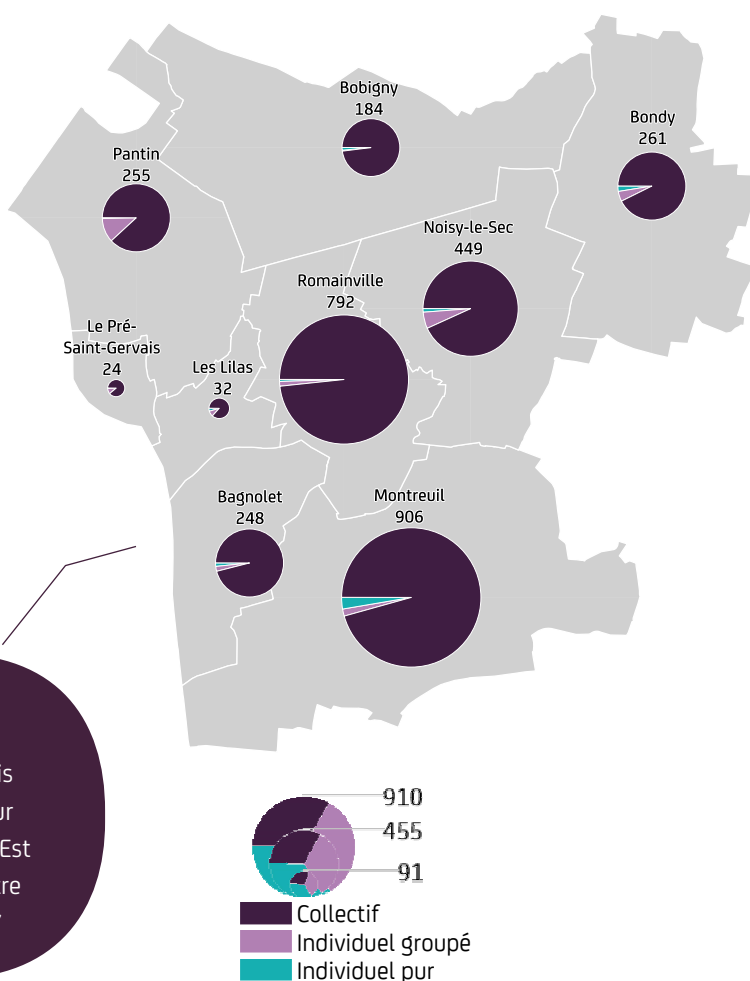 Bobigny
184
Bondy
261
Pantin
255
Noisy-le-Sec
449
Romainville
792
Le Pré-
Saint-Gervais
24
Les Lilas
32
Bagnolet
248
Montreuil
906
is
ur
Est
re
910
455
91
Collectif
Individuel groupé
Individuel pur